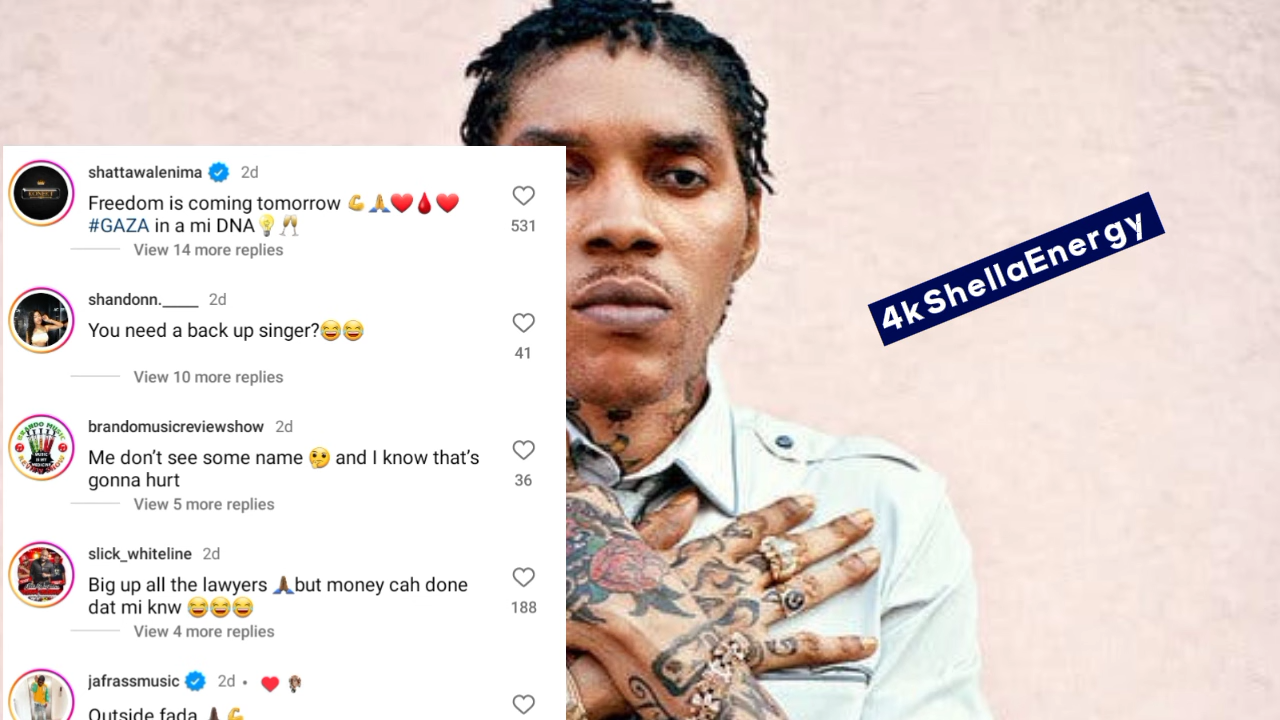 shattawalenima 2d
Freedom is coming tomorrow 💪🙏❤️🩸❤️
531
#GAZA in a mi DNA💡🥂
View 14 more replies
shandonn._____ 2d
You need a back up singer?😂😂
41
View 10 more replies
brandomusicreviewshow 2d
Me don’t see some name 🤔 and I know that’s
gonna hurt
36
View 5 more replies
slick_whiteline 2d
Big up all the lawyers 🙏🏾but money cah done
dat mi knw 😂😂😂
188
View 4 more replies
jafrassmusic 2d •
Outside fada 🙏🏿💪
4kShellaEnergy